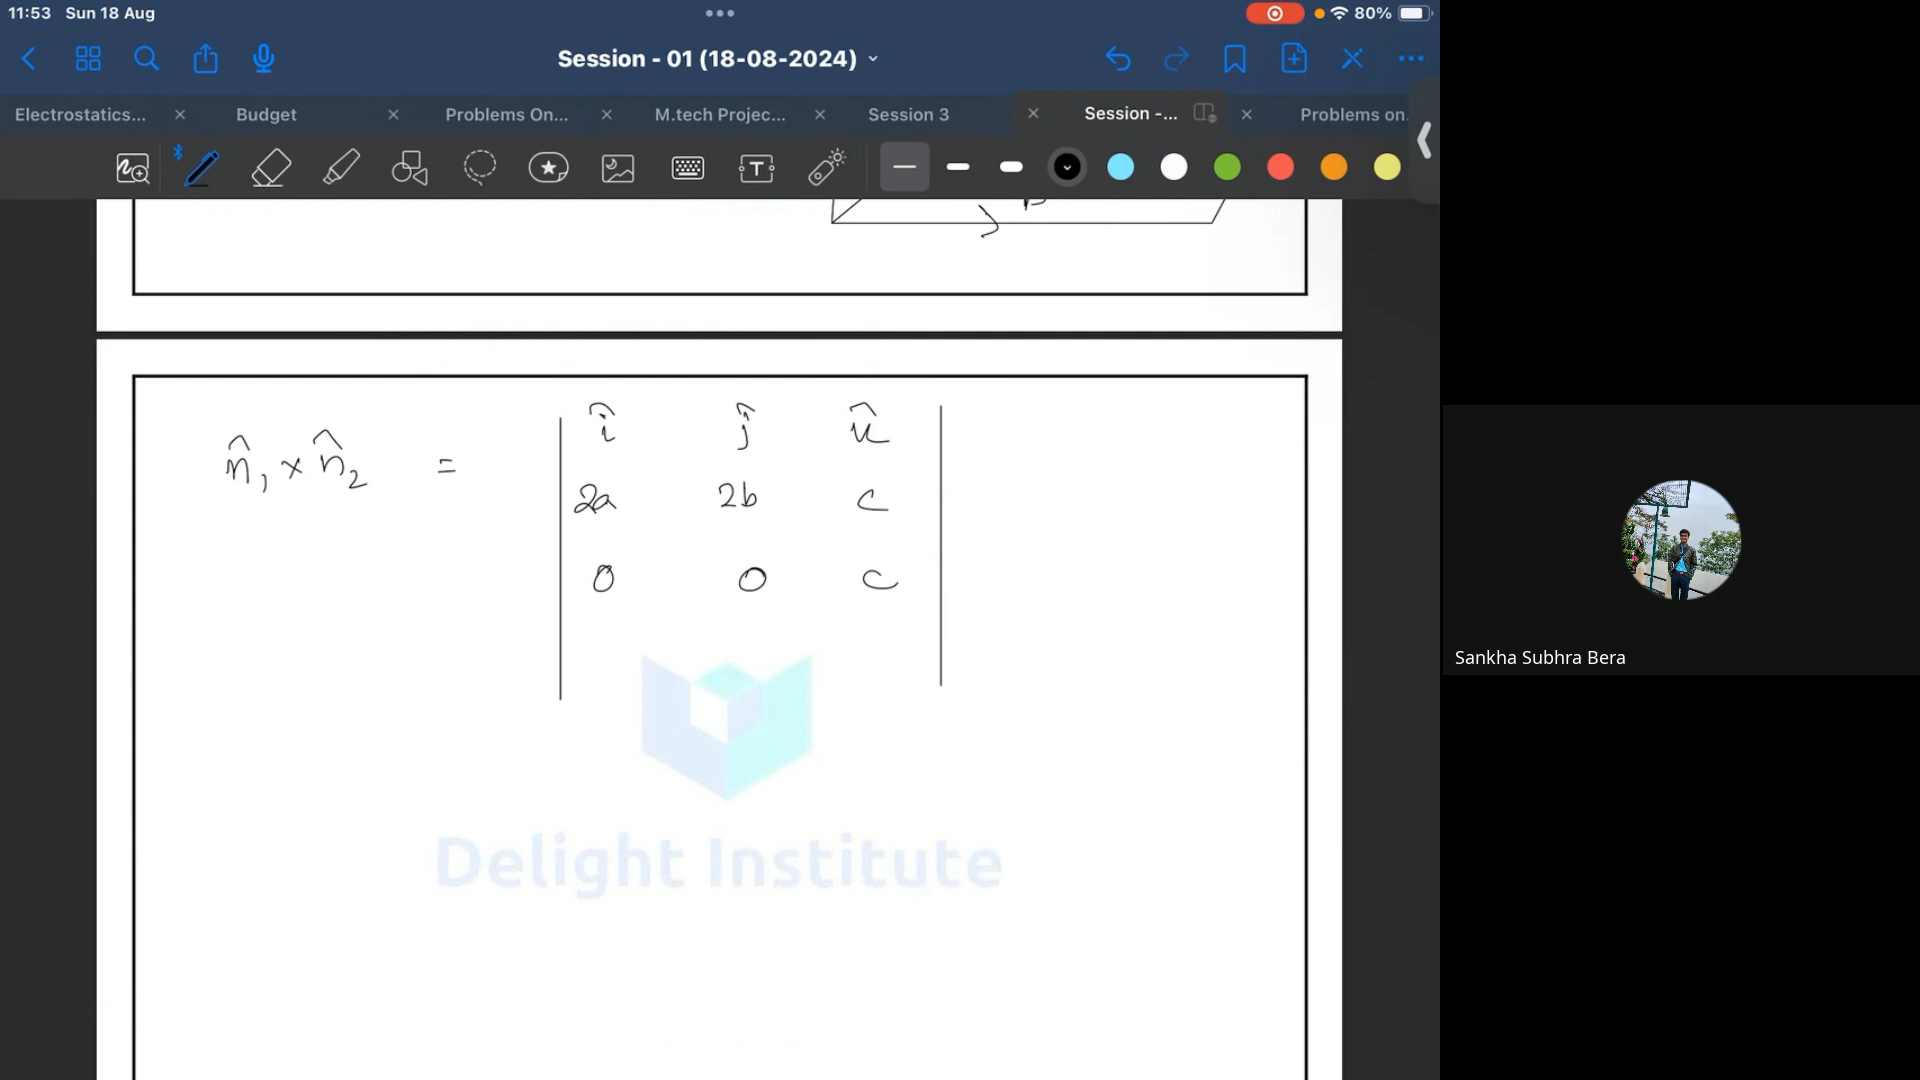 11:53 Sun 18 Aug
80%
Session - 01 (18-08-2024)
Electrostatics... Budget Problems On... M.tech Projec... Session 3 Session -... Problems on.
T
n̂₁ × n̂₂ =
î ĵ k̂
2a 2b c
0 0 c
Delight Institute
Sankha Subhra Bera